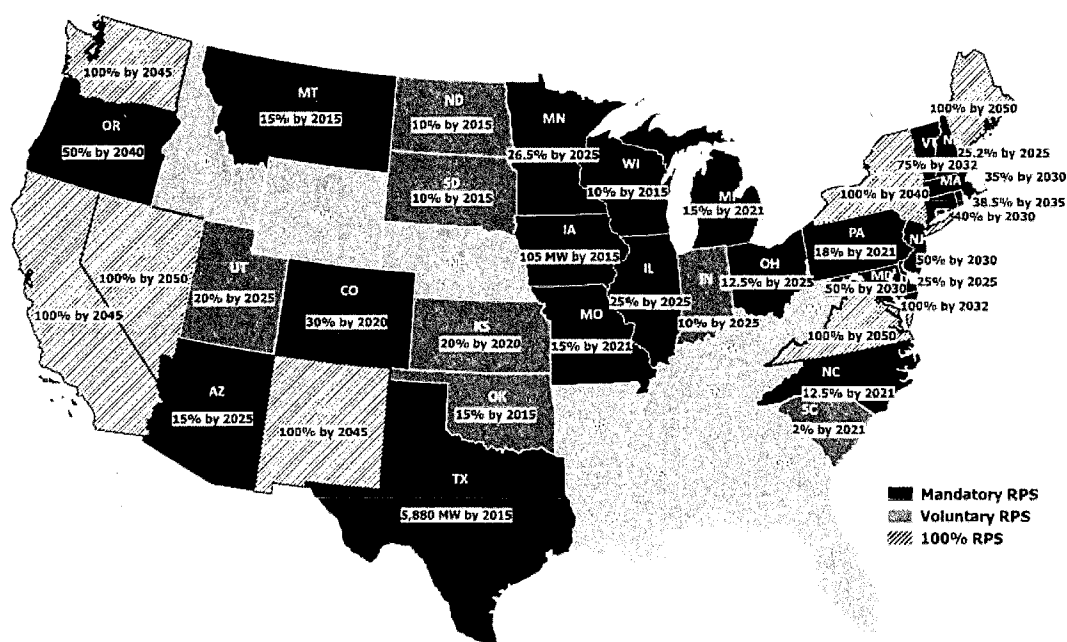 100% by 2045
MT
15% by 2015
ND
10% by 2015
MN
26.5% by 2025
OR
50% by 2040
SD
10% by 2015
WI
10% by 2015
MI
15% by 2021
100% by 2050
VT
25.2% by 2025
75% by 2032
MA
35% by 2030
100% by 2040
38.5% by 2035
40% by 2030
100% by 2050
100% by 2045
UT
20% by 2025
CO
30% by 2020
IA
105 MW by 2015
IL
25% by 2025
IN
10% by 2025
OH
12.5% by 2025
PA
18% by 2021
NJ
50% by 2030
MD
50% by 2030
25% by 2025
100% by 2032
KS
20% by 2020
MO
15% by 2021
100% by 2050
AZ
15% by 2025
100% by 2045
OK
15% by 2015
NC
12.5% by 2021
SC
2% by 2021
TX
5,880 MW by 2015
Mandatory RPS
Voluntary RPS
100% RPS